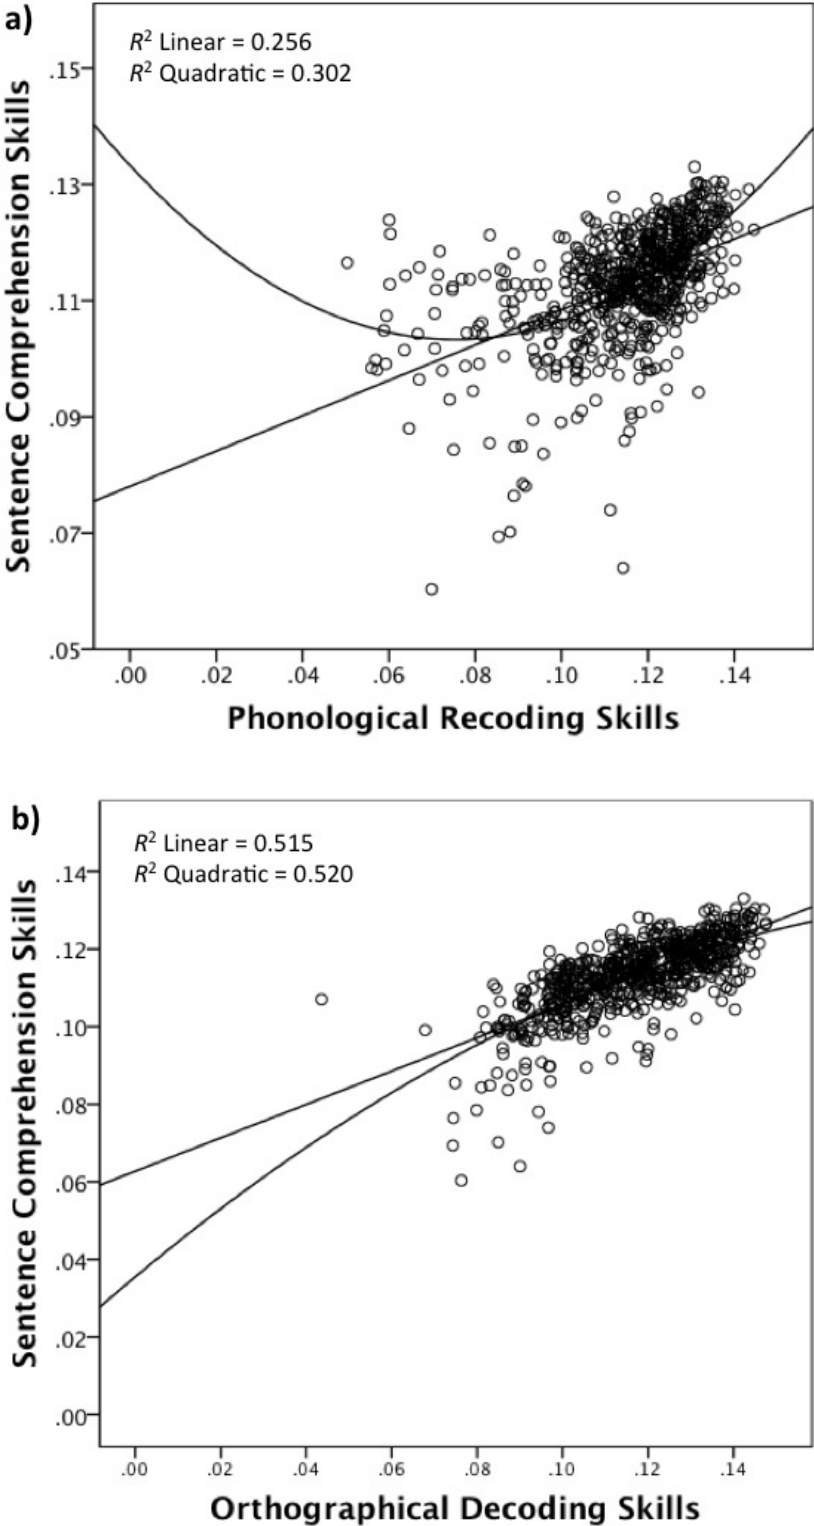 a)
R² Linear = 0.256
R² Quadratic = 0.302
Sentence Comprehension Skills
.15
.13
.11
.09
.07
.05
.00 .02 .04 .06 .08 .10 .12 .14
Phonological Recoding Skills
b)
R² Linear = 0.515
R² Quadratic = 0.520
Sentence Comprehension Skills
.14
.12
.10
.08
.06
.04
.02
.00
.00 .02 .04 .06 .08 .10 .12 .14
Orthographical Decoding Skills